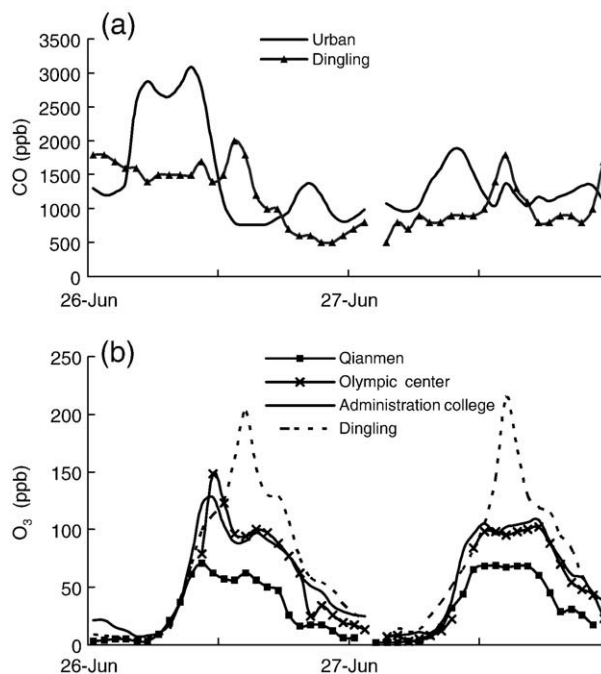 (a)
Urban
Dingling
CO (ppb)
3500
3000
2500
2000
1500
1000
500
0
26-Jun 27-Jun
(b)
Qianmen
Olympic center
Administration college
Dingling
O₃ (ppb)
250
200
150
100
50
0
26-Jun 27-Jun